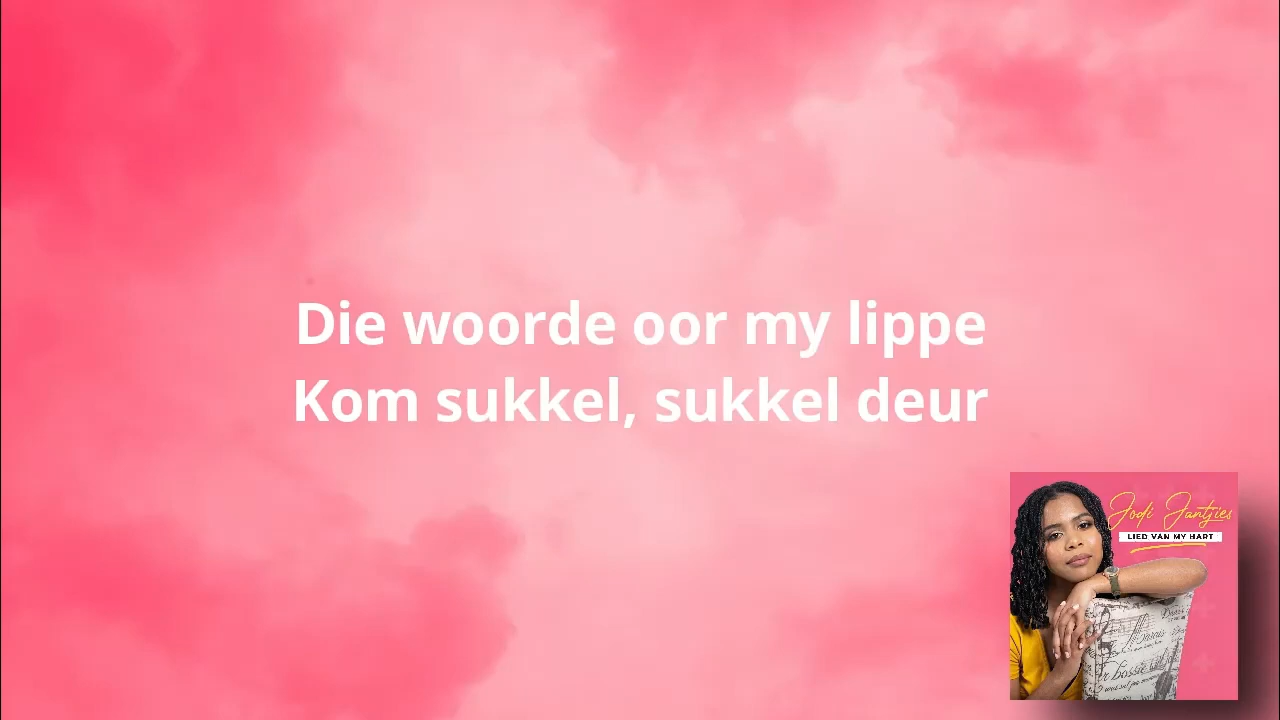 Die woorde oor my lippe
Kom sukkel, sukkel deur
Jodi Jantjies
LIED VAN MY HART